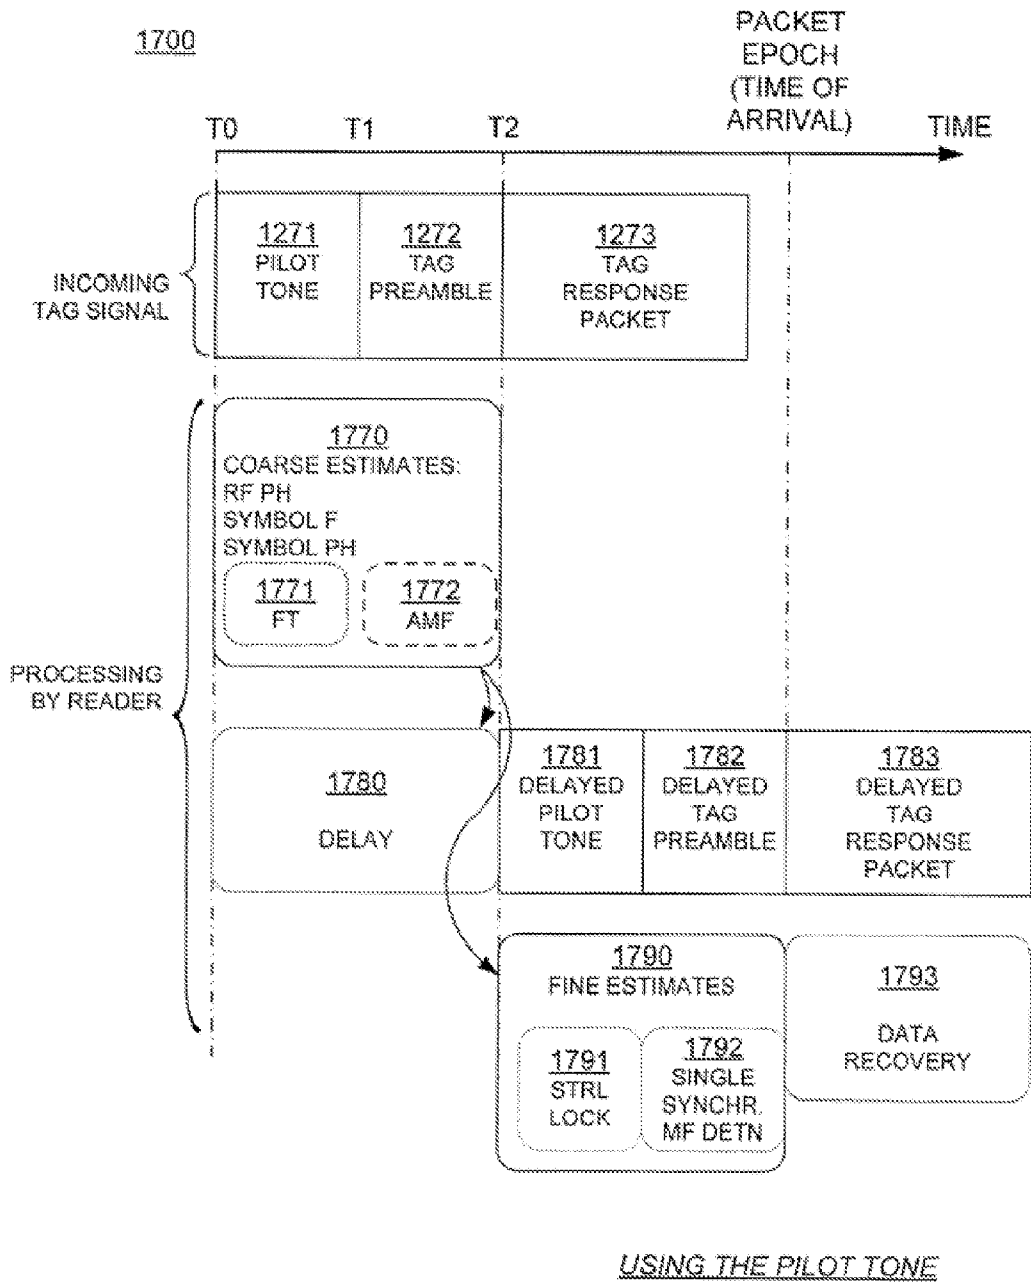 1700
PACKET
EPOCH
(TIME OF
ARRIVAL)
T0 T1 T2 TIME
INCOMING
TAG SIGNAL
1271
PILOT
TONE
1272
TAG
PREAMBLE
1273
TAG
RESPONSE
PACKET
PROCESSING
BY READER
1770
COARSE ESTIMATES:
RF PH
SYMBOL F
SYMBOL PH
1771
FT
1772
AMF
1780
DELAY
1781
DELAYED
PILOT
TONE
1782
DELAYED
TAG
PREAMBLE
1783
DELAYED
TAG
RESPONSE
PACKET
1790
FINE ESTIMATES
1791
STRL
LOCK
1792
SINGLE
SYNCHR.
MF DETN
1793
DATA
RECOVERY
USING THE PILOT TONE